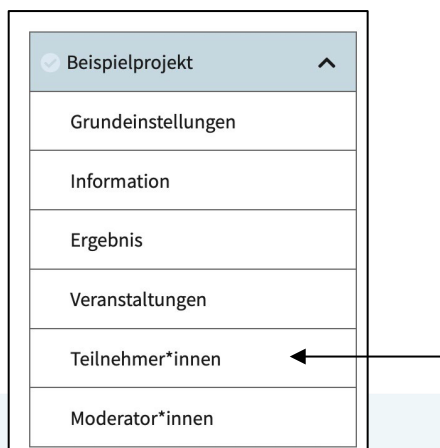 Beispielprojekt
Grundeinstellungen
Information
Ergebnis
Veranstaltungen
Teilnehmer*innen
Moderator*innen